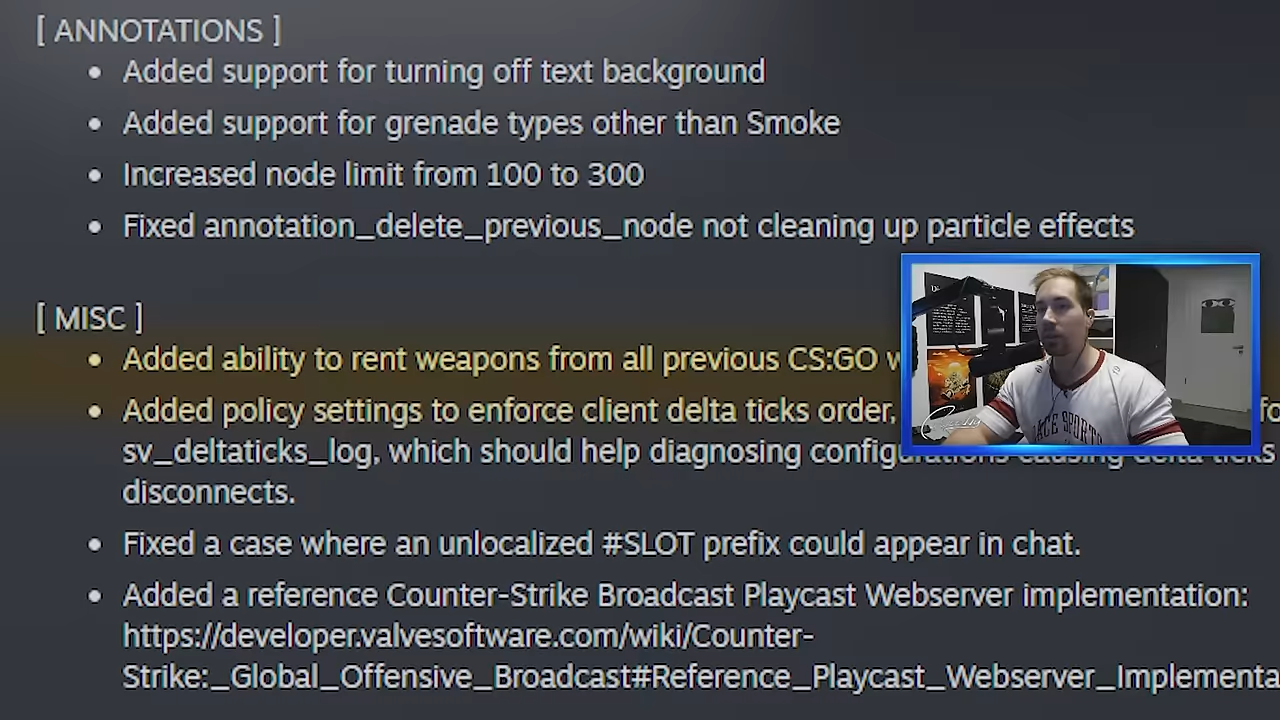 [ ANNOTATIONS ]
• Added support for turning off text background
• Added support for grenade types other than Smoke
• Increased node limit from 100 to 300
• Fixed annotation_delete_previous_node not cleaning up particle effects
[ MISC ]
• Added ability to rent weapons from all previous CS:GO
• Added policy settings to enforce client delta ticks order,
sv_deltaticks_log, which should help diagnosing configurations causing delta ticks
disconnects.
• Fixed a case where an unlocalized #SLOT prefix could appear in chat.
• Added a reference Counter-Strike Broadcast Playcast Webserver implementation:
https://developer.valvesoftware.com/wiki/Counter-
Strike:_Global_Offensive_Broadcast#Reference_Playcast_Webserver_Implementa